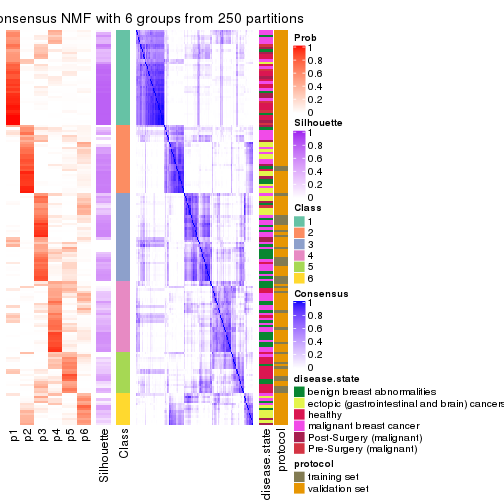 onsensus NMF with 6 groups from 250 partitions
Prob
1
0.8
0.6
0.4
0.2
0
Silhouette
1
0.8
0.6
0.4
0.2
0
Class
1
2
3
4
5
6
Consensus
1
0.8
0.6
0.4
0.2
0
disease.state
benign breast abnormalities
ectopic (gastrointestinal and brain) cancers
healthy
malignant breast cancer
Post-Surgery (malignant)
Pre-Surgery (malignant)
protocol
training set
validation set
p1
p2
p3
p4
p5
p6
Silhouette
Class
disease.state
protocol